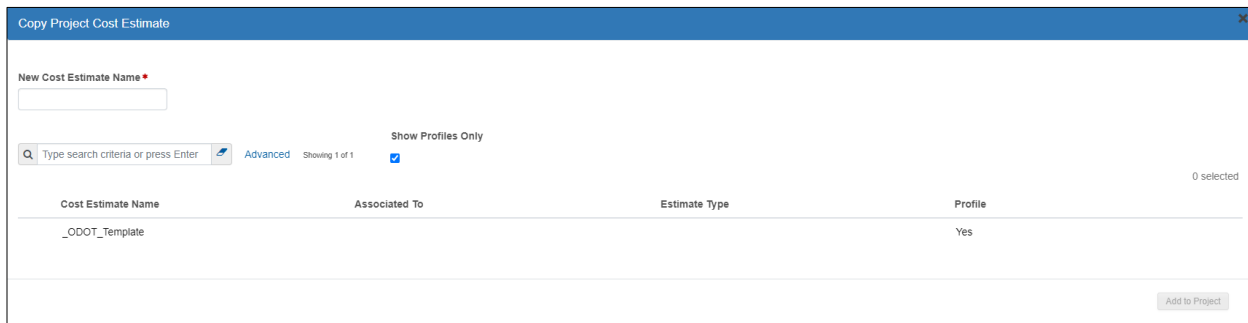 Copy Project Cost Estimate
New Cost Estimate Name*
Show Profiles Only
Type search criteria or press Enter Advanced Showing 1 of 1
0 selected
Cost Estimate Name Associated To Estimate Type Profile
_ODOT_Template Yes
Add to Project